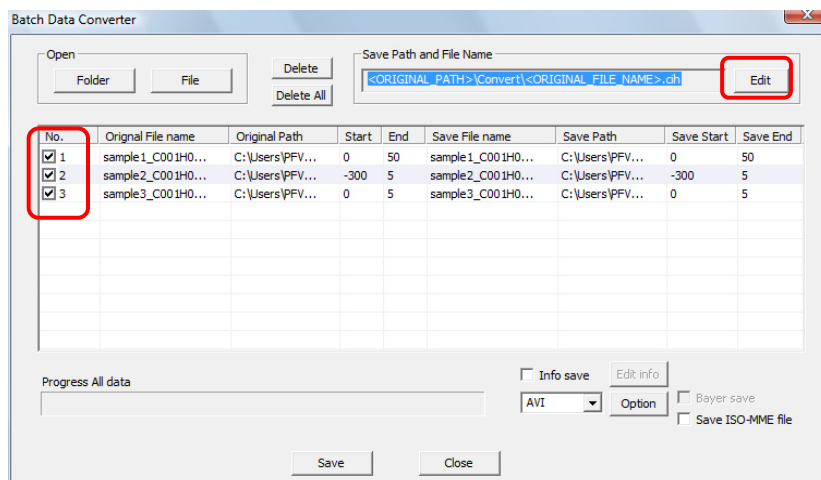 Batch Data Converter
Open
Folder
File
Delete
Delete All
Save Path and File Name
<ORIGINAL_PATH>\Convert\<ORIGINAL_FILE_NAME>.cih
Edit
No. Orignal File name Original Path Start End Save File name Save Path Save Start Save End
1 sample1_C001H0... C:\Users\PFV... 0 50 sample1_C001H0... C:\Users\PFV... 0 50
2 sample2_C001H0... C:\Users\PFV... -300 5 sample2_C001H0... C:\Users\PFV... -300 5
3 sample3_C001H0... C:\Users\PFV... 0 5 sample3_C001H0... C:\Users\PFV... 0 5
Progress All data
Info save
Edit info
AVI
Option
Bayer save
Save ISO-MME file
Save
Close